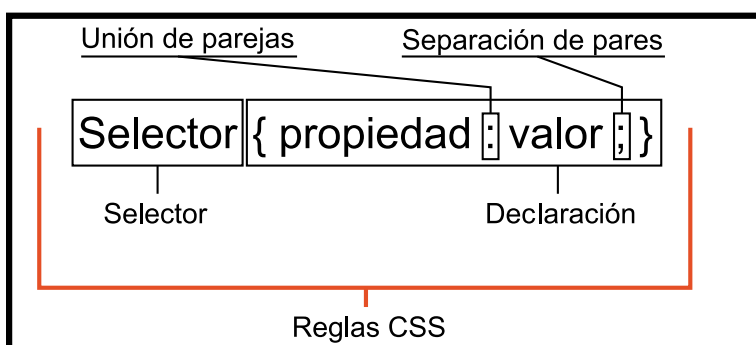 Unión de parejas Separación de pares
Selector { propiedad : valor ; }
Selector Declaración
Reglas CSS